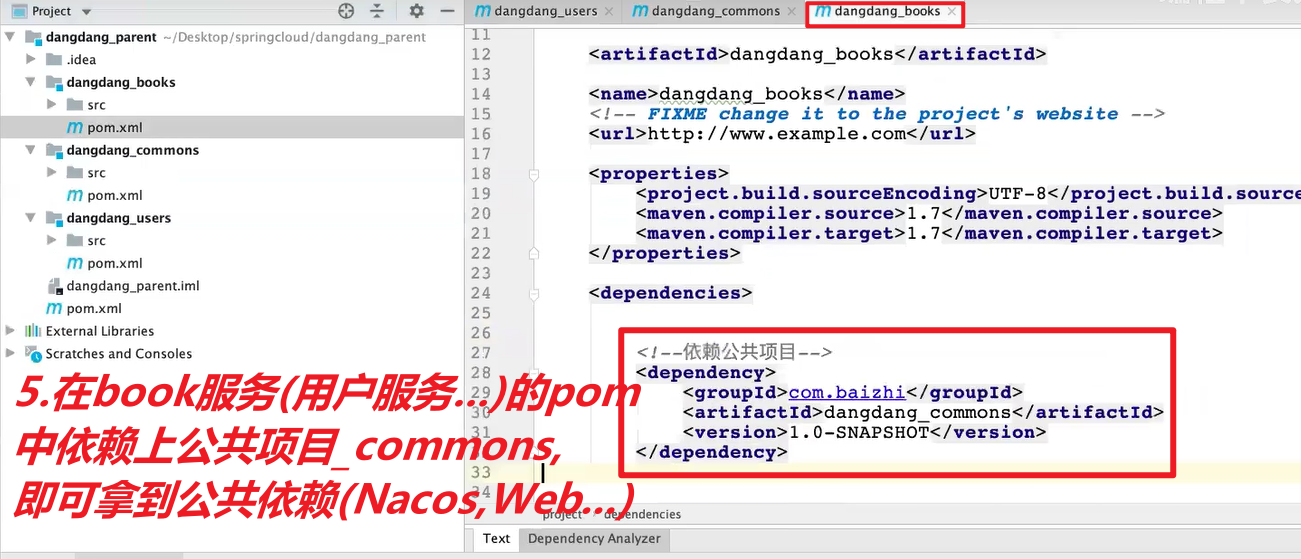 Project
dangdang_parent ~/Desktop/springcloud/dangdang_parent
.idea
dangdang_books
src
pom.xml
dangdang_commons
src
pom.xml
dangdang_users
src
pom.xml
dangdang_parent.iml
pom.xml
External Libraries
Scratches and Consoles
5.在book服务(用户服务...)的pom
中依赖上公共项目_commons,
即可拿到公共依赖(Nacos,Web...)
dangdang_users
dangdang_commons
dangdang_books
11
12 <artifactId>dangdang_books</artifactId>
13
14 <name>dangdang_books</name>
15 <!-- FIXME change it to the project's website -->
16 <url>http://www.example.com</url>
17
18 <properties>
19 <project.build.sourceEncoding>UTF-8</project.build.source
20 <maven.compiler.source>1.7</maven.compiler.source>
21 <maven.compiler.target>1.7</maven.compiler.target>
22 </properties>
23
24 <dependencies>
25
26
27 <!--依赖公共项目-->
28 <dependency>
29 <groupId>com.baizhi</groupId>
30 <artifactId>dangdang_commons</artifactId>
31 <version>1.0-SNAPSHOT</version>
32 </dependency>
33
34
project dependencies
Text Dependency Analyzer